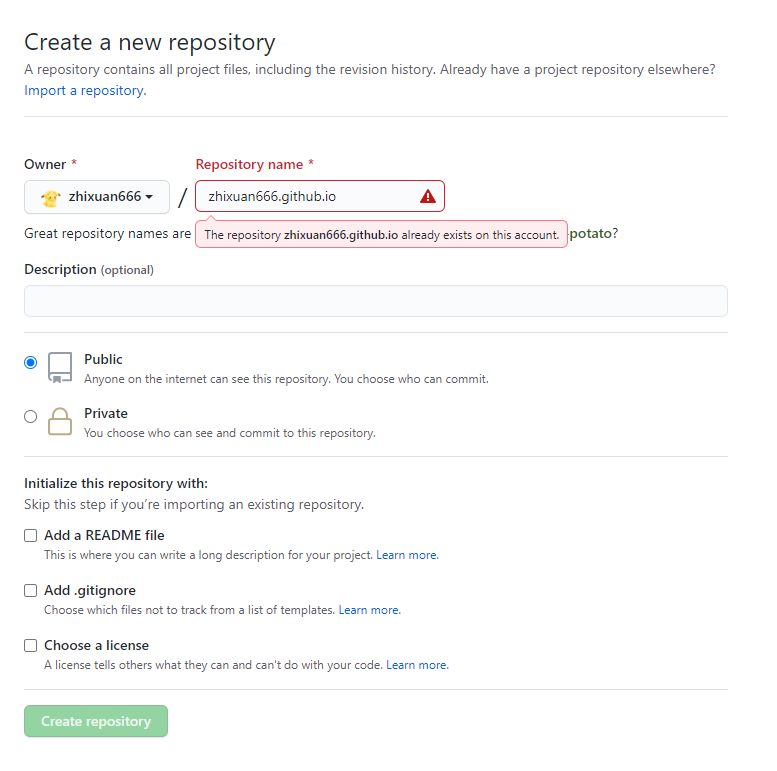 Create a new repository
A repository contains all project files, including the revision history. Already have a project repository elsewhere?
Import a repository.
Owner *
Repository name *
zhixuan666
/
zhixuan666.github.io
Great repository names are
The repository zhixuan666.github.io already exists on this account.
-potato?
Description (optional)
Public
Anyone on the internet can see this repository. You choose who can commit.
Private
You choose who can see and commit to this repository.
Initialize this repository with:
Skip this step if you’re importing an existing repository.
Add a README file
This is where you can write a long description for your project. Learn more.
Add .gitignore
Choose which files not to track from a list of templates. Learn more.
Choose a license
A license tells others what they can and can't do with your code. Learn more.
Create repository